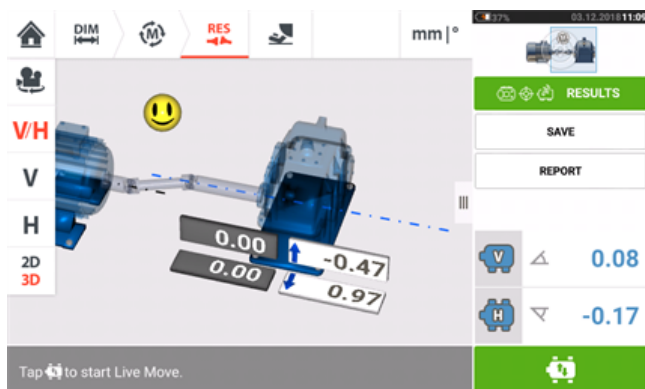 DIM
(M)
RES
mm | °
37%
03.12.2018 11:09
RESULTS
V/H
SAVE
V
REPORT
H
2D
3D
0.00
-0.47
0.00
0.97
V
0.08
H
-0.17
Tap to start Live Move.